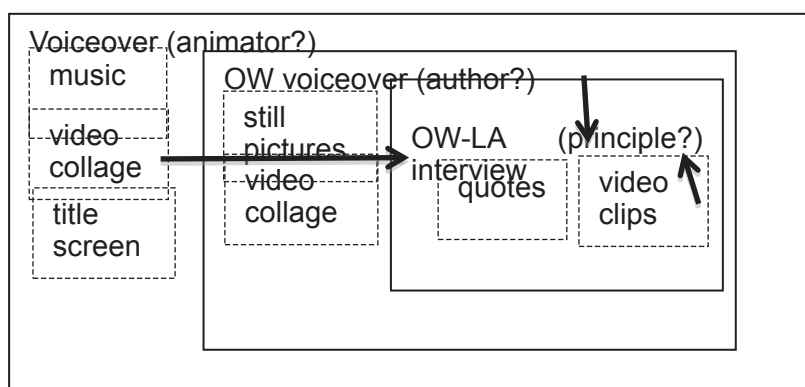 Voiceover (animator?)
music
video
collage
title
screen
OW voiceover (author?)
still
pictures
video
collage
OW-LA (principle?)
interview
quotes
video
clips